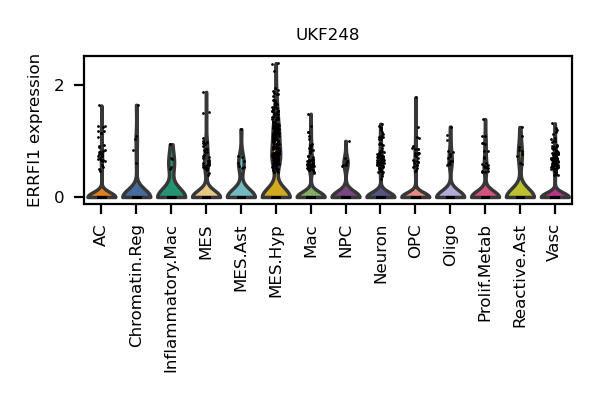 UKF248
ERRFI1 expression
2
0
AC
Chromatin.Reg
Inflammatory.Mac
MES
MES.Ast
MES.Hyp
Mac
NPC
Neuron
OPC
Oligo
Prolif.Metab
Reactive.Ast
Vasc